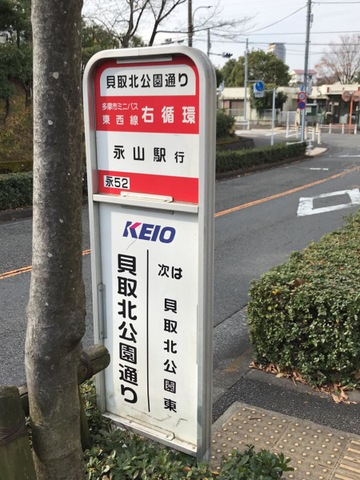 貝取北公園通り
多摩市ミニバス
東西線 右循環
永山駅 行
永52
KEIO
次は 貝取北公園東
貝取北公園通り